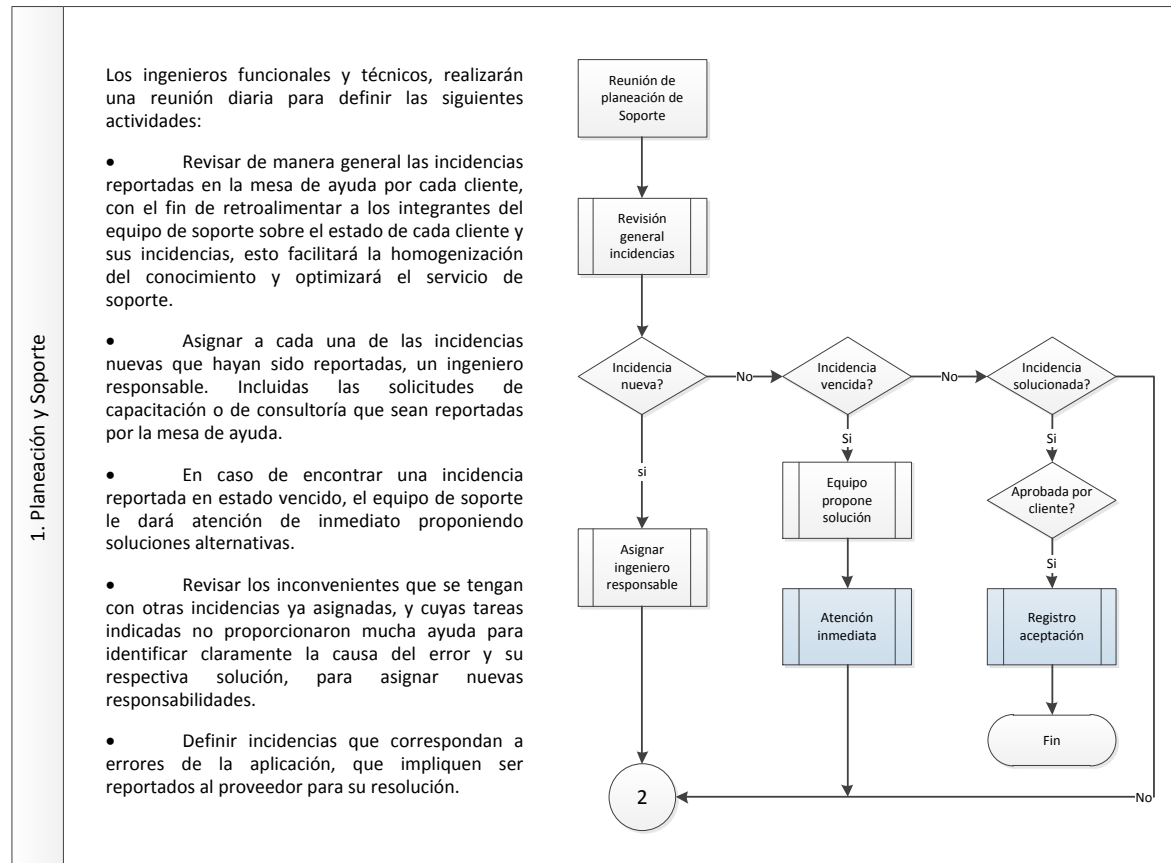 1. Planeación y Soporte
Los ingenieros funcionales y técnicos, realizarán
una reunión diaria para definir las siguientes
actividades:
• Revisar de manera general las incidencias
reportadas en la mesa de ayuda por cada cliente,
con el fin de retroalimentar a los integrantes del
equipo de soporte sobre el estado de cada cliente y
sus incidencias, esto facilitará la homogenización
del conocimiento y optimizará el servicio de
soporte.
• Asignar a cada una de las incidencias
nuevas que hayan sido reportadas, un ingeniero
responsable. Incluidas las solicitudes de
capacitación o de consultoría que sean reportadas
por la mesa de ayuda.
• En caso de encontrar una incidencia
reportada en estado vencido, el equipo de soporte
le dará atención de inmediato proponiendo
soluciones alternativas.
• Revisar los inconvenientes que se tengan
con otras incidencias ya asignadas, y cuyas tareas
indicadas no proporcionaron mucha ayuda para
identificar claramente la causa del error y su
respectiva solución, para asignar nuevas
responsabilidades.
• Definir incidencias que correspondan a
errores de la aplicación, que impliquen ser
reportados al proveedor para su resolución.
Reunión de
planeación de
Soporte
Revisión
general
incidencias
Incidencia
nueva?
No
Incidencia
vencida?
No
Incidencia
solucionada?
si
Si
Si
Equipo
propone
solución
Aprobada por
cliente?
Asignar
ingeniero
responsable
Si
Atención
inmediata
Registro
aceptación
Fin
2
No